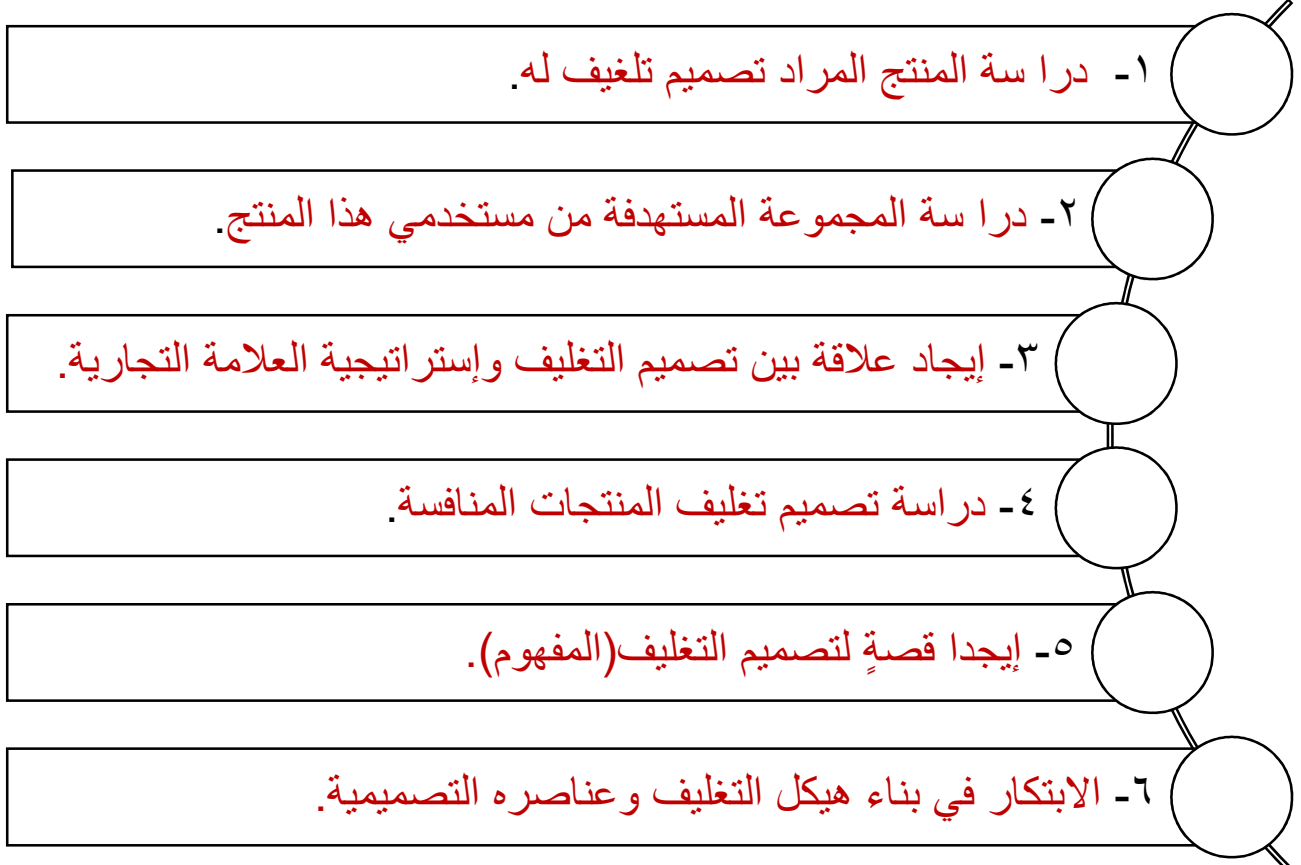 ١- درا سة المنتج المراد تصميم تلغيف له.
٢- درا سة المجموعة المستهدفة من مستخدمي هذا المنتج.
٣- إيجاد علاقة بين تصميم التغليف وإستراتيجية العلامة التجارية.
٤- دراسة تصميم تغليف المنتجات المنافسة.
٥- إيجدا قصةٍ لتصميم التغليف(المفهوم).
٦- الابتكار في بناء هيكل التغليف وعناصره التصميمية.